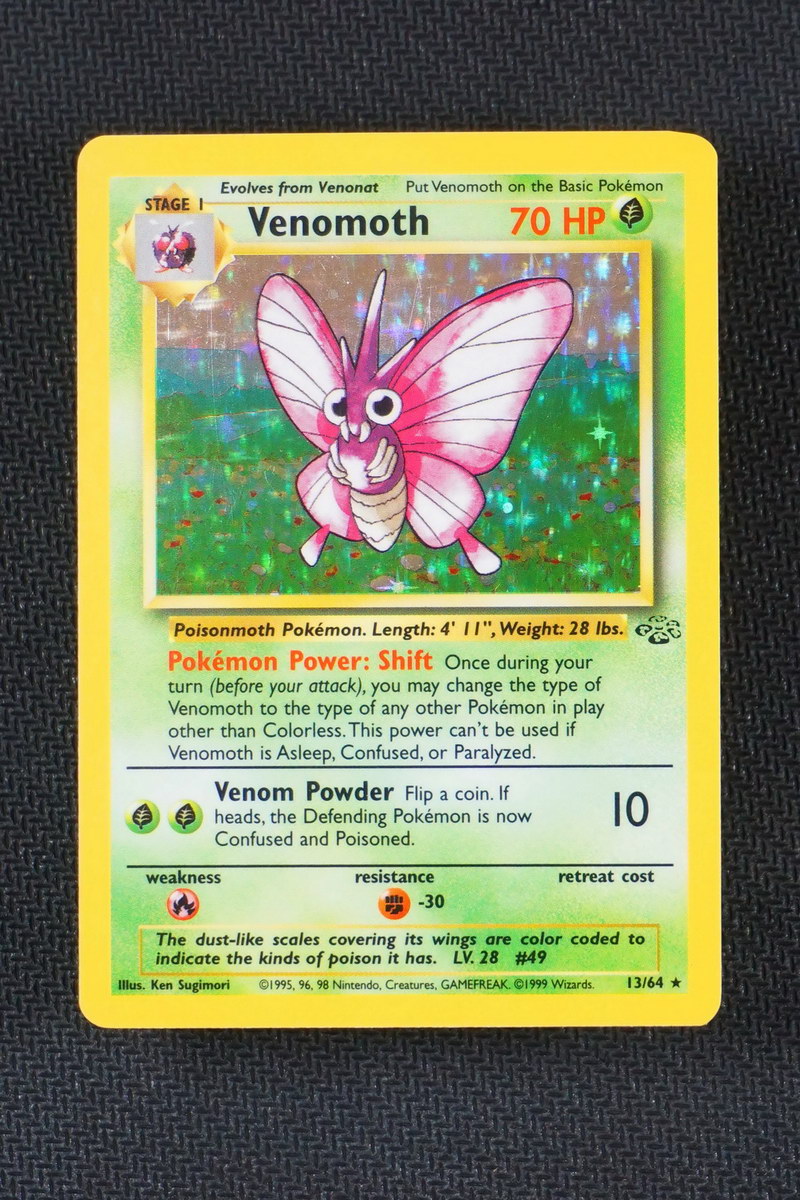 Evolves from Venonat Put Venomoth on the Basic Pokémon
STAGE 1
Venomoth 70 HP
Poisonmoth Pokémon. Length: 4' 11", Weight: 28 lbs.
Pokémon Power: Shift Once during your
turn (before your attack), you may change the type of
Venomoth to the type of any other Pokémon in play
other than Colorless. This power can't be used if
Venomoth is Asleep, Confused, or Paralyzed.
Venom Powder Flip a coin. If
heads, the Defending Pokémon is now
Confused and Poisoned.
10
weakness resistance retreat cost
-30
The dust-like scales covering its wings are color coded to
indicate the kinds of poison it has. LV. 28 #49
Illus. Ken Sugimori ©1995, 96, 98 Nintendo, Creatures, GAMEFREAK. ©1999 Wizards. 13/64 ★